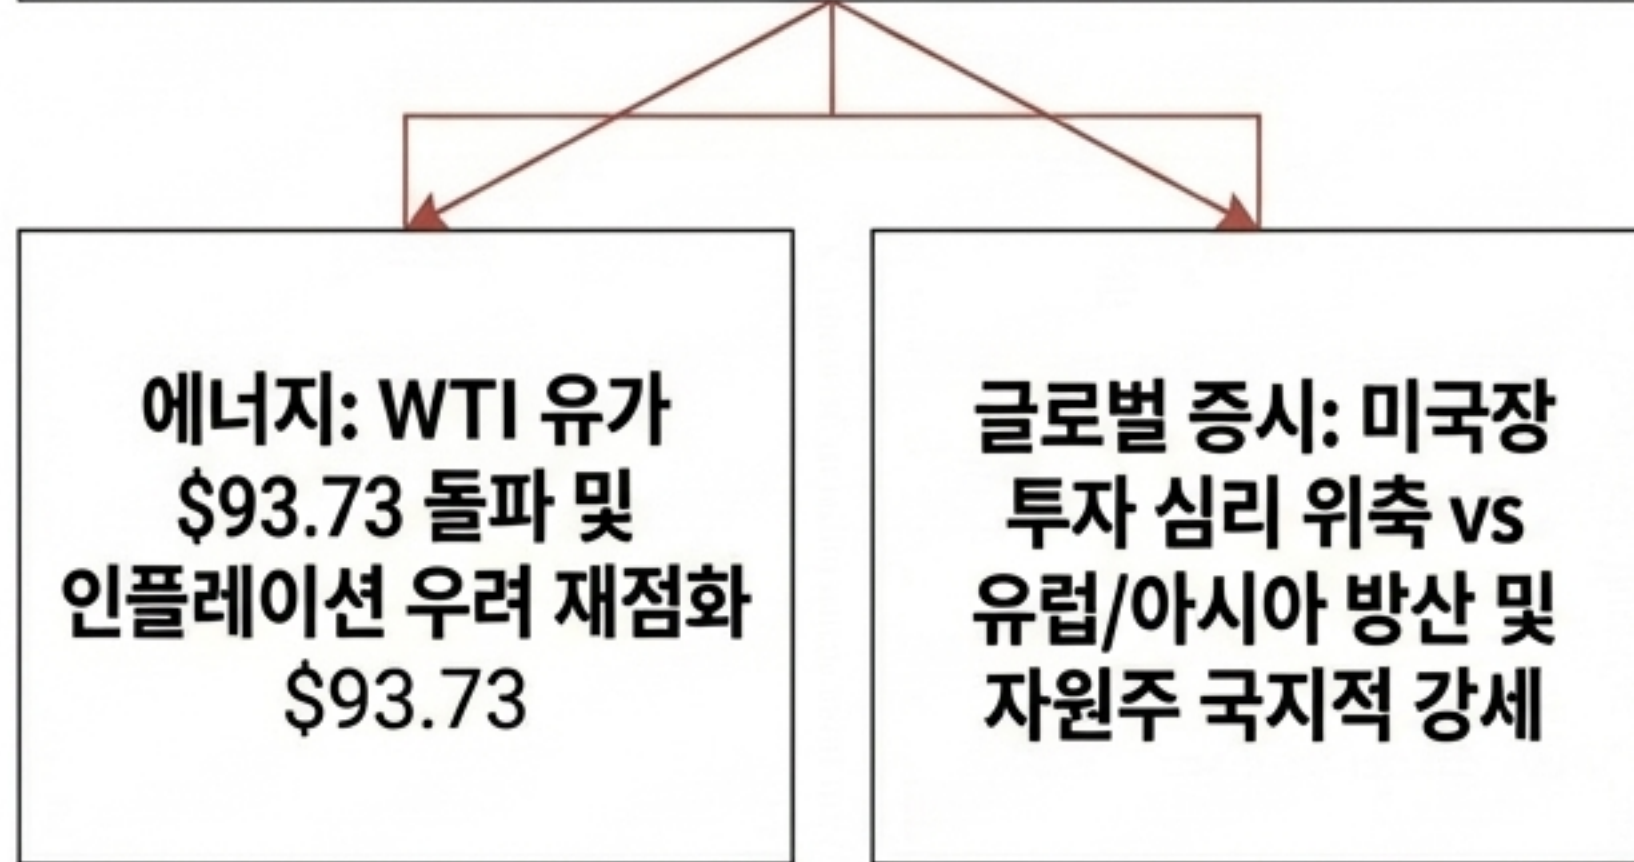 에너지: WTI 유가
$93.73 돌파 및
인플레이션 우려 재점화
$93.73
글로벌 증시: 미국장
투자 심리 위축 vs
유럽/아시아 방산 및
자원주 국지적 강세